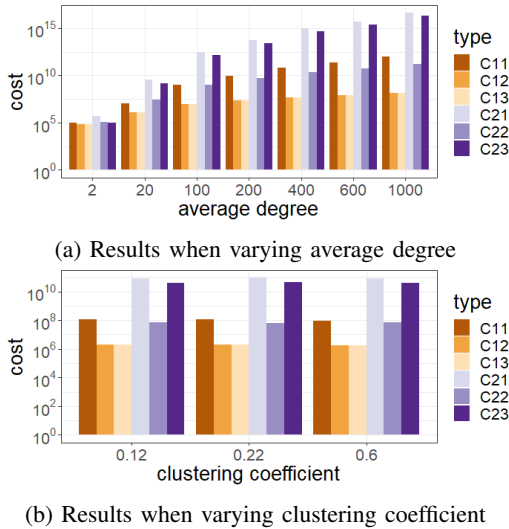 10^15
10^10
10^5
10^0
cost
2 20 100 200 400 600 1000
average degree
type
C11
C12
C13
C21
C22
C23
(a) Results when varying average degree
10^10
10^8
10^6
10^4
10^2
10^0
cost
0.12 0.22 0.6
clustering coefficient
type
C11
C12
C13
C21
C22
C23
(b) Results when varying clustering coefficient